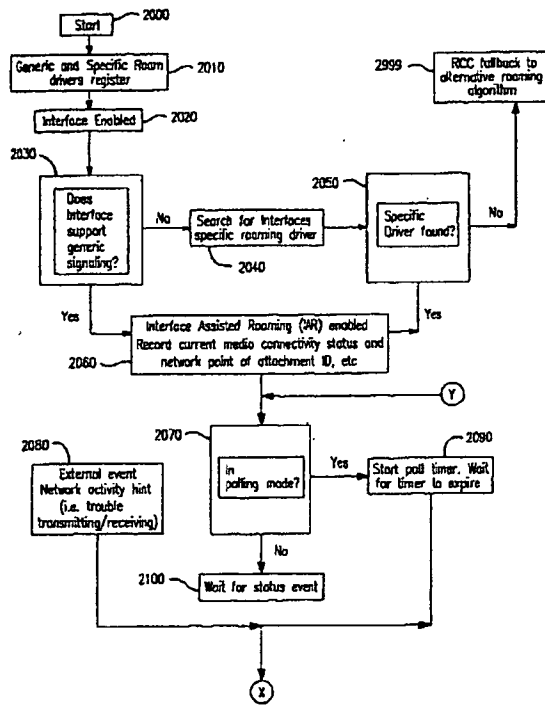 2000
Start
Generic and Specific Roam
drivers register
2010
Interface Enabled
2020
2999
RCC fallback to
alternative roaming
algorithm
2030
Does
Interface
support
generic
signaling?
No
Search for Interfaces
specific roaming driver
2040
2050
Specific
Driver found?
No
Yes
Yes
Interface Assisted Roaming (IAR) enabled
Record current media connectivity status and
network point of attachment ID, etc
2060
Y
2070
In
polling mode?
Yes
2090
Start poll timer. Wait
for timer to expire
2080
External event
Network activity hint
(i.e. trouble
transmitting/receiving)
No
2100
Wait for status event
X